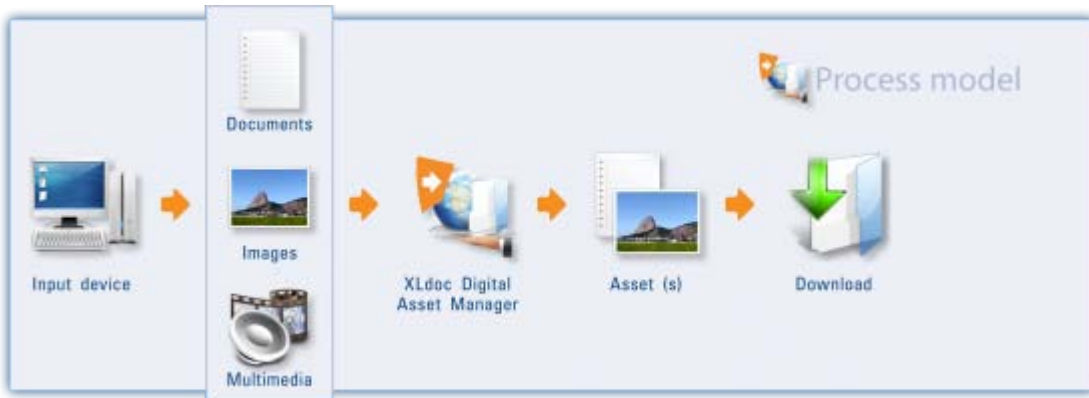 Process model
Documents
Images
Multimedia
Input device
XLdoc Digital
Asset Manager
Asset (s)
Download